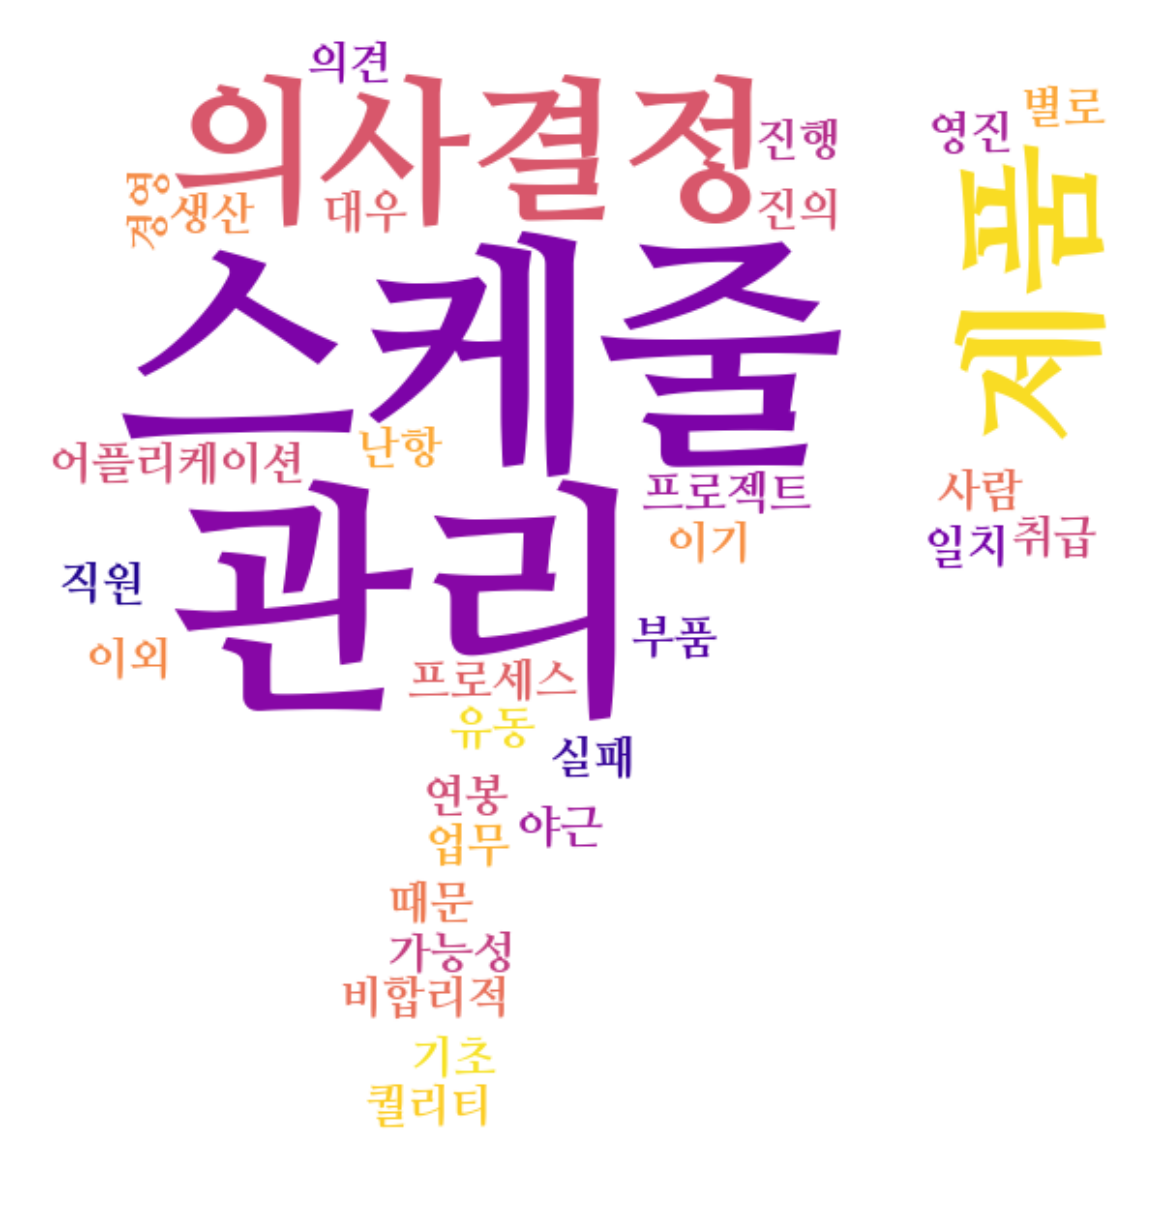 의견
의사결정
진행
영진
별로
경영
생산
대우
진의
제품
스케줄
어플리케이션
난항
관리
프로젝트
이기
사람
일치
취급
직원
이외
부품
프로세스
유동
실패
연봉
야근
업무
때문
가능성
비합리적
기초
퀄리티